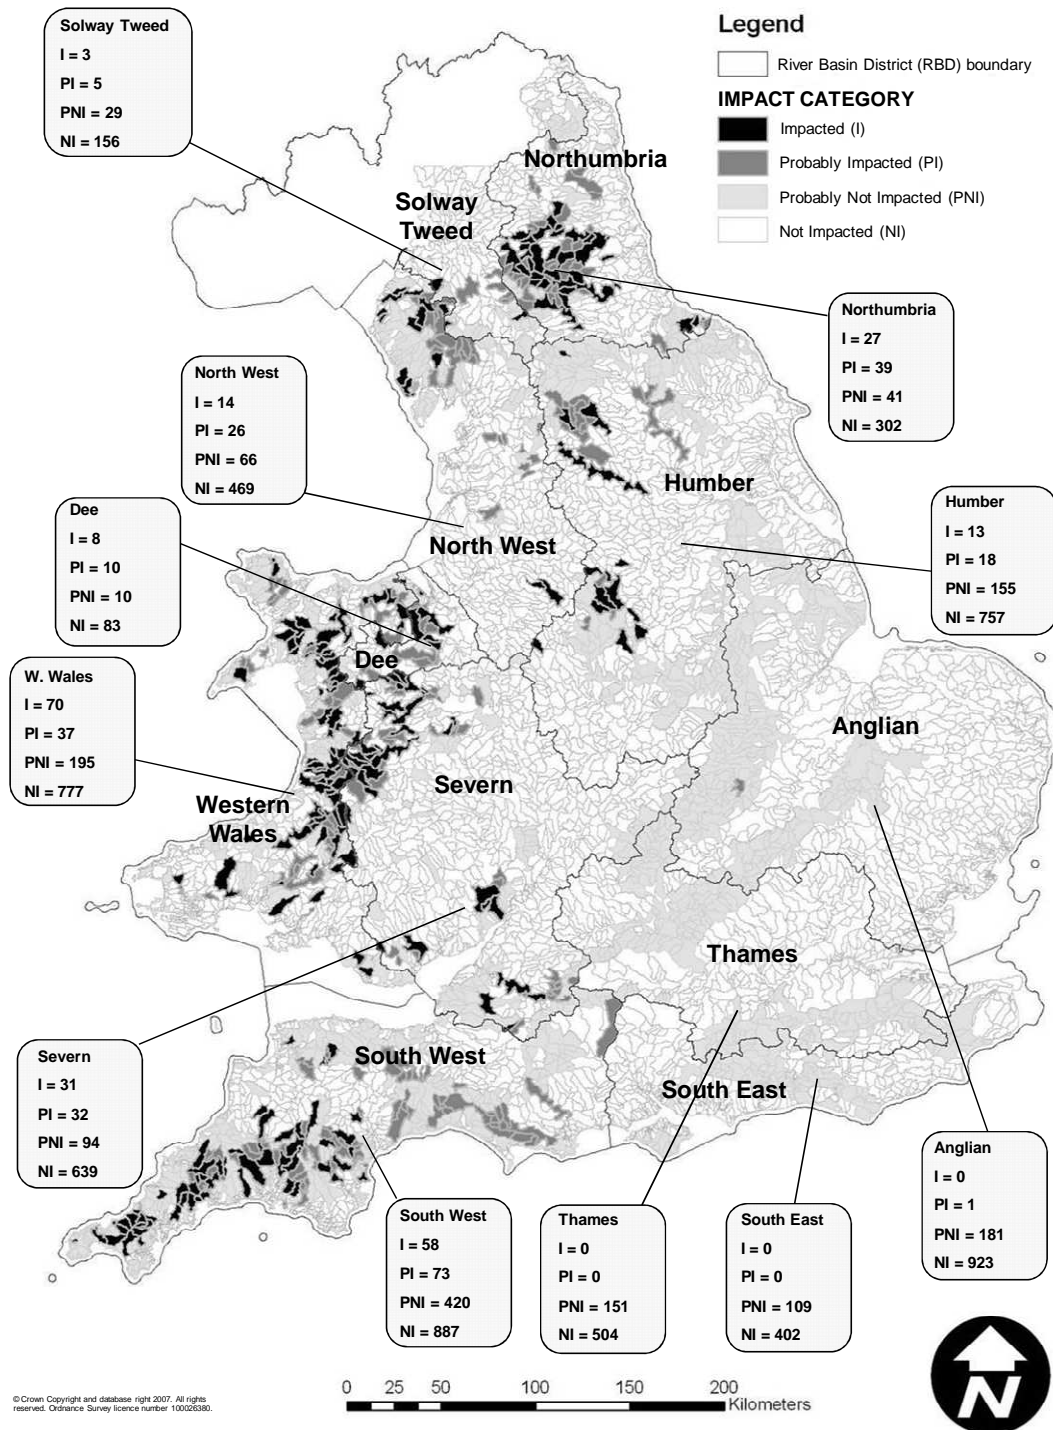 Solway Tweed
I = 3
PI = 5
PNI = 29
NI = 156
Legend
River Basin District (RBD) boundary
IMPACT CATEGORY
Impacted (I)
Probably Impacted (PI)
Probably Not Impacted (PNI)
Not Impacted (NI)
Northumbria
Solway
Tweed
Northumbria
I = 27
PI = 39
PNI = 41
NI = 302
North West
I = 14
PI = 26
PNI = 66
NI = 469
Humber
Humber
I = 13
PI = 18
PNI = 155
NI = 757
Dee
I = 8
PI = 10
PNI = 10
NI = 83
North West
Dee
W. Wales
I = 70
PI = 37
PNI = 195
NI = 777
Anglian
Severn
Western
Wales
Thames
Severn
I = 31
PI = 32
PNI = 94
NI = 639
South West
South East
Anglian
I = 0
PI = 1
PNI = 181
NI = 923
South West
I = 58
PI = 73
PNI = 420
NI = 887
Thames
I = 0
PI = 0
PNI = 151
NI = 504
South East
I = 0
PI = 0
PNI = 109
NI = 402
© Crown Copyright and database right 2007. All rights
reserved. Ordnance Survey licence number 100026380.
0 25 50 100 150 200
Kilometers
N